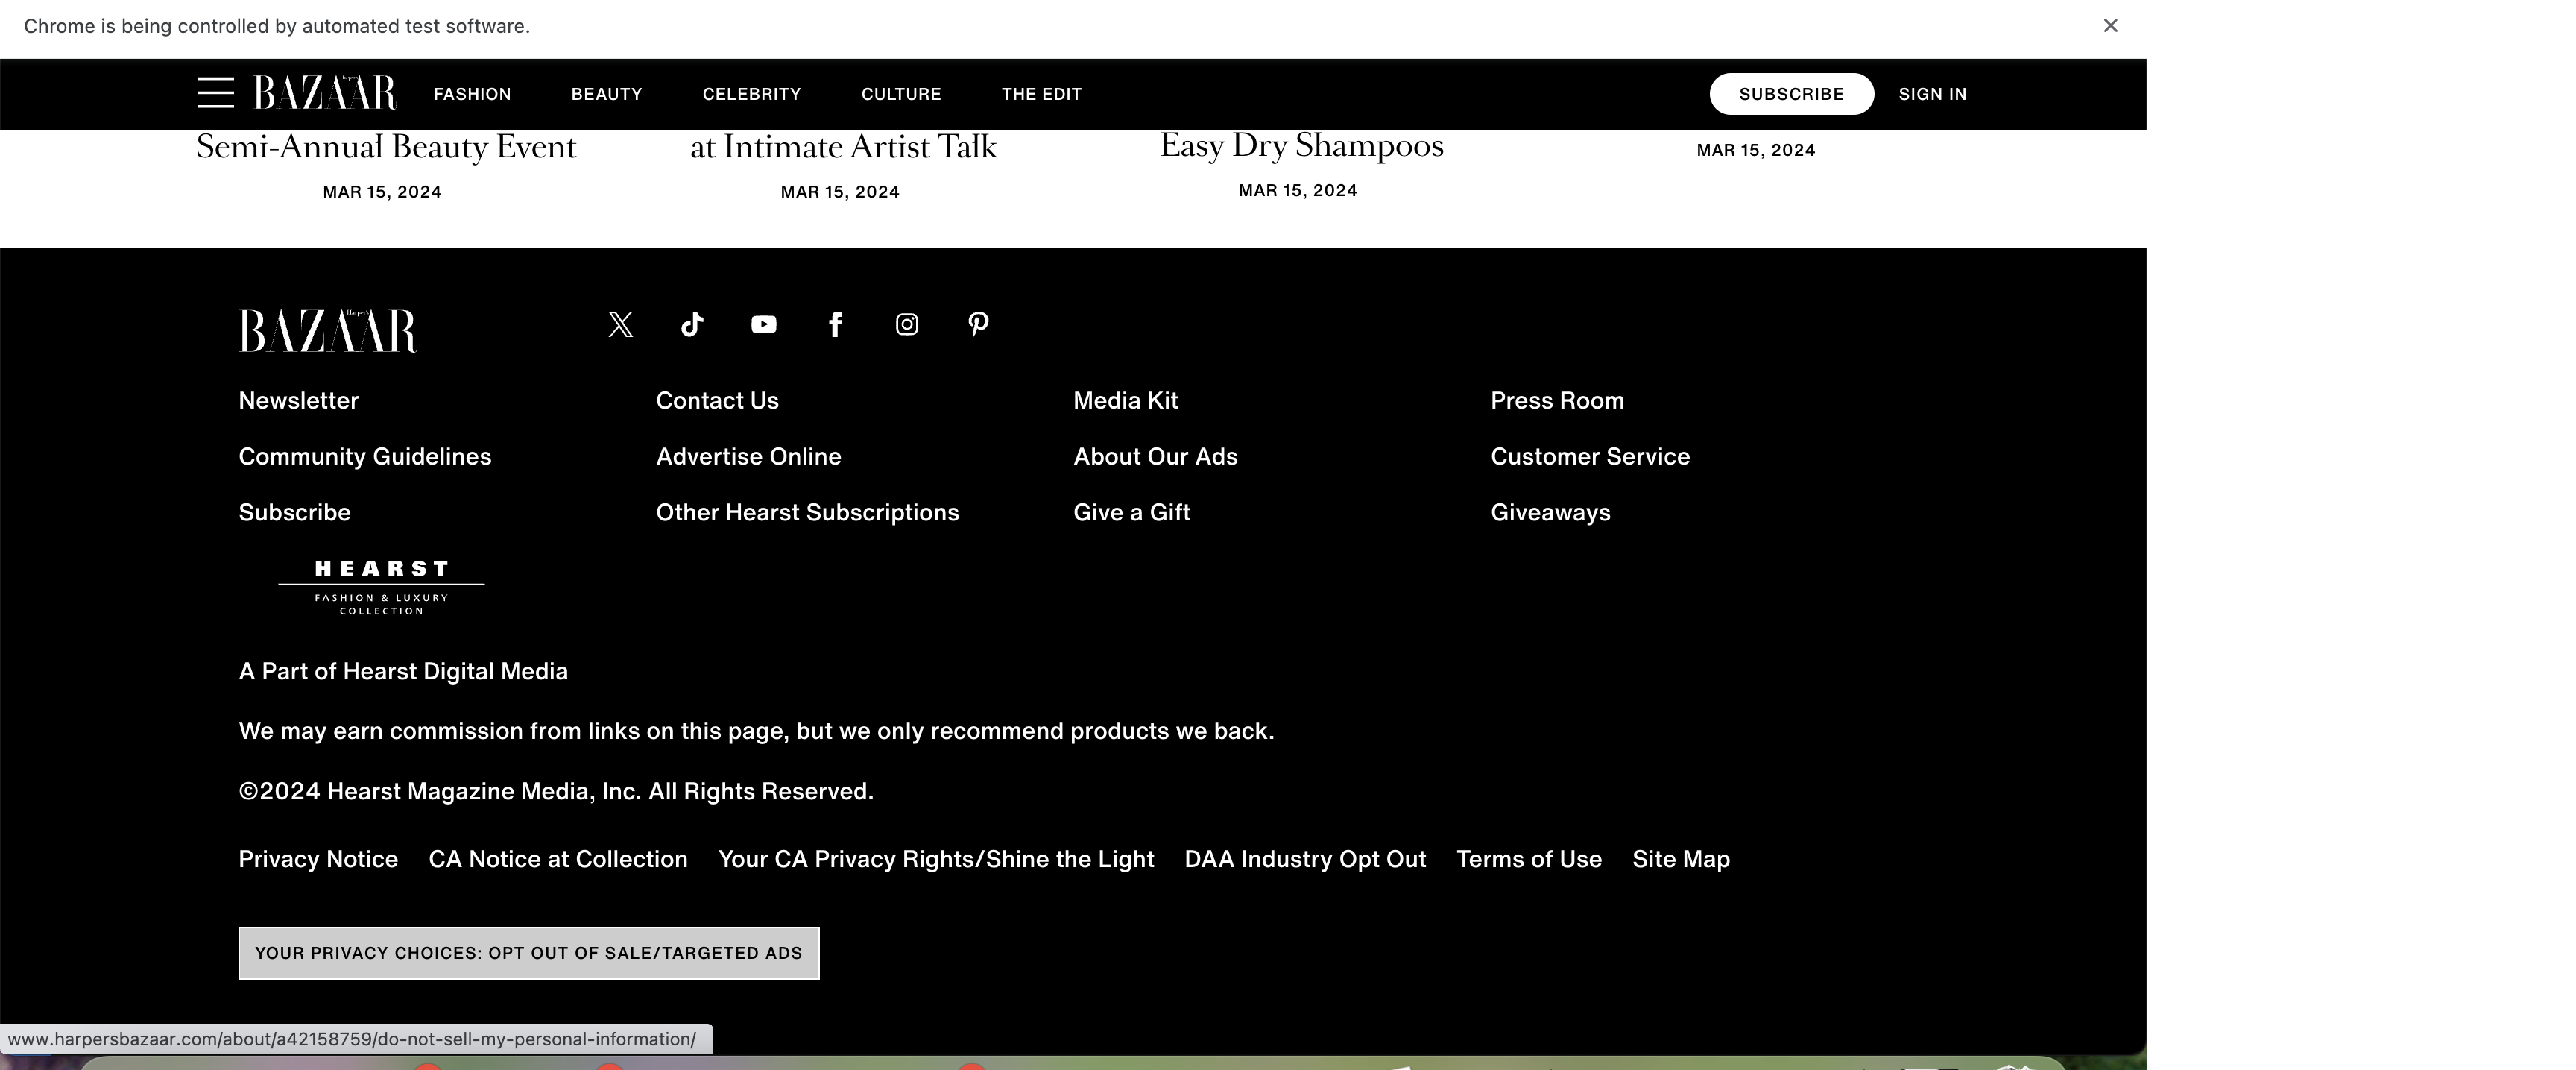 Chrome is being controlled by automated test software.
Harper's BAZAAR FASHION BEAUTY CELEBRITY CULTURE THE EDIT SUBSCRIBE SIGN IN
Semi-Annual Beauty Event
MAR 15, 2024
at Intimate Artist Talk
MAR 15, 2024
Easy Dry Shampoos
MAR 15, 2024
MAR 15, 2024
Harper's BAZAAR
Newsletter Contact Us Media Kit Press Room
Community Guidelines Advertise Online About Our Ads Customer Service
Subscribe Other Hearst Subscriptions Give a Gift Giveaways
HEARST
FASHION & LUXURY
COLLECTION
A Part of Hearst Digital Media
We may earn commission from links on this page, but we only recommend products we back.
©2024 Hearst Magazine Media, Inc. All Rights Reserved.
Privacy Notice CA Notice at Collection Your CA Privacy Rights/Shine the Light DAA Industry Opt Out Terms of Use Site Map
YOUR PRIVACY CHOICES: OPT OUT OF SALE/TARGETED ADS
www.harpersbazaar.com/about/a42158759/do-not-sell-my-personal-information/